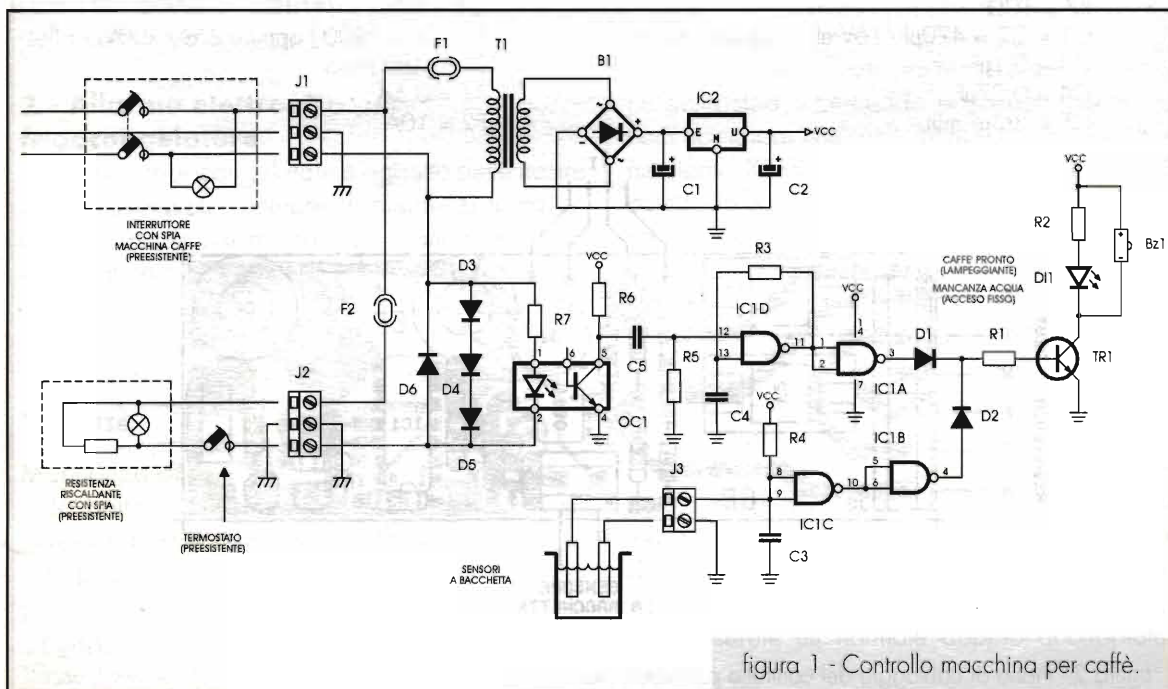 F1
T1
B1
J1
IC2
E
U
N
VCC
C1
C2
INTERRUTTORE
CON SPIA
MACCHINA CAFFE'
(PREESISTENTE)
F2
D3
VCC
R6
R7
R3
IC1D
12
13
11
VCC
1
4
1
2
3
7
IC1A
CAFFE' PRONTO
(LAMPEGGIANTE)
MANCANZA ACQUA
(ACCESO FISSO)
VCC
R2
Bz1
DI1
D1
R1
TR1
D6
D4
D5
1
6
5
2
4
OC1
C5
R5
C4
VCC
R4
IC1B
5
6
4
D2
8
9
10
IC1C
C3
J2
J3
RESISTENZA
RISCALDANTE
CON SPIA
(PREESISTENTE)
TERMOSTATO
(PREESISTENTE)
SENSORI
A BACCHETTA
figura 1 - Controllo macchina per caffè.